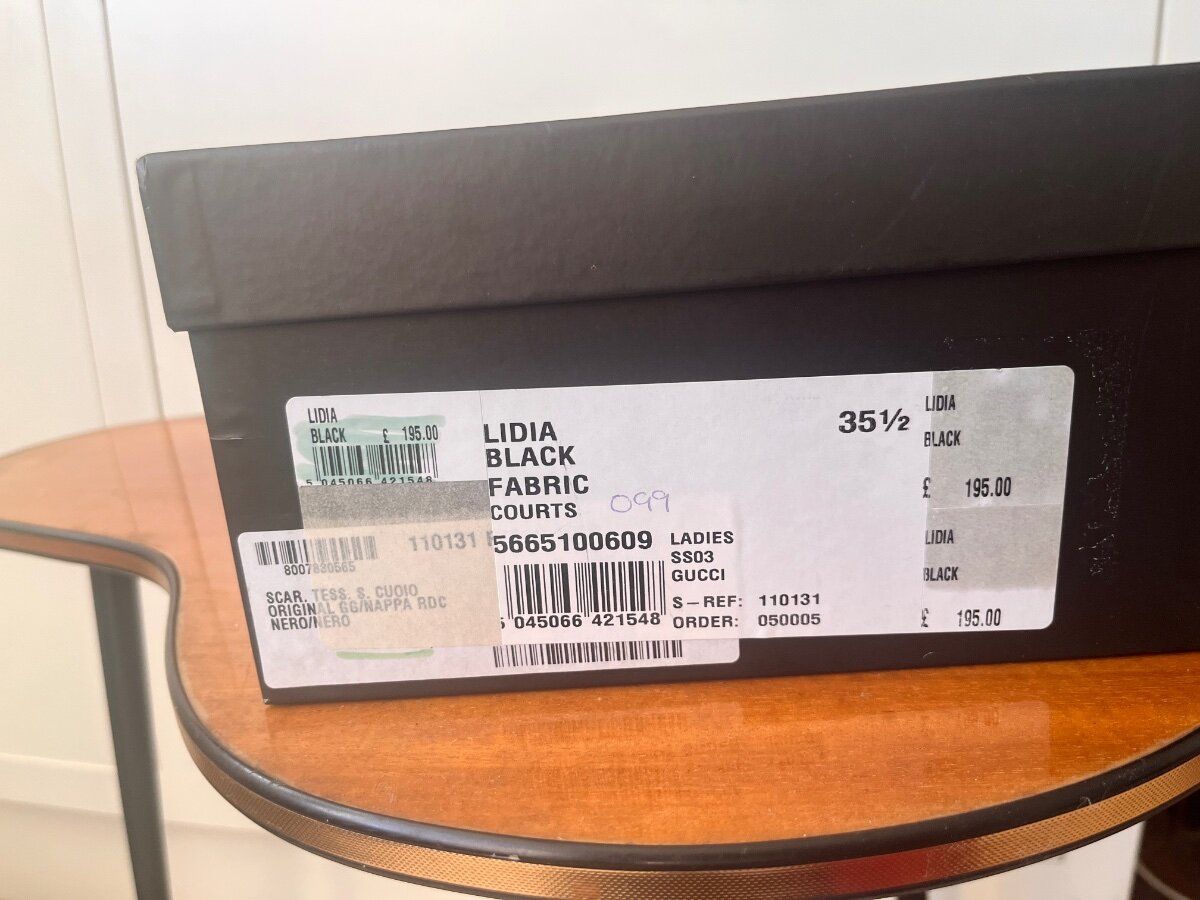 LIDIA
BLACK £ 195.00
5 045066 421548
LIDIA
BLACK
FABRIC
COURTS
099
35½
LIDIA
BLACK
£ 195.00
LIDIA
BLACK
£ 195.00
110131
8007830565
SCAR. TESS. S. CUOIO
ORIGINAL GG/NAPPA RDC
NERO/NERO
5665100609
5 045066 421548
LADIES
SS03
GUCCI
S-REF: 110131
ORDER: 050005